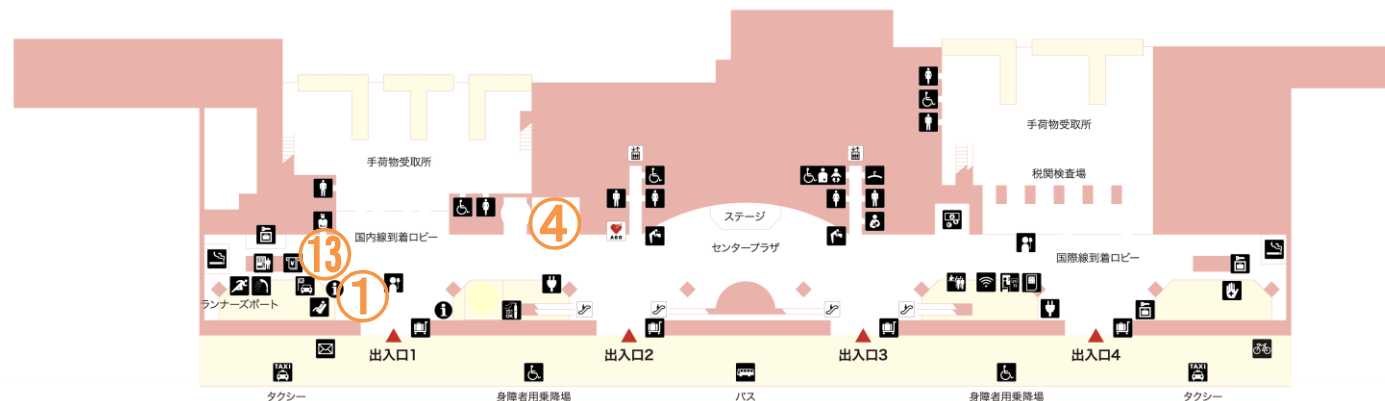 手荷物受取所
手荷物受取所
税関検査場
④
ステージ
AED
国内線到着ロビー
センタープラザ
国際線到着ロビー
⑬
①
ランナーズポート
出入口1
出入口2
出入口3
出入口4
TAXI
TAXI
タクシー
身障者用乗降場
バス
身障者用乗降場
タクシー